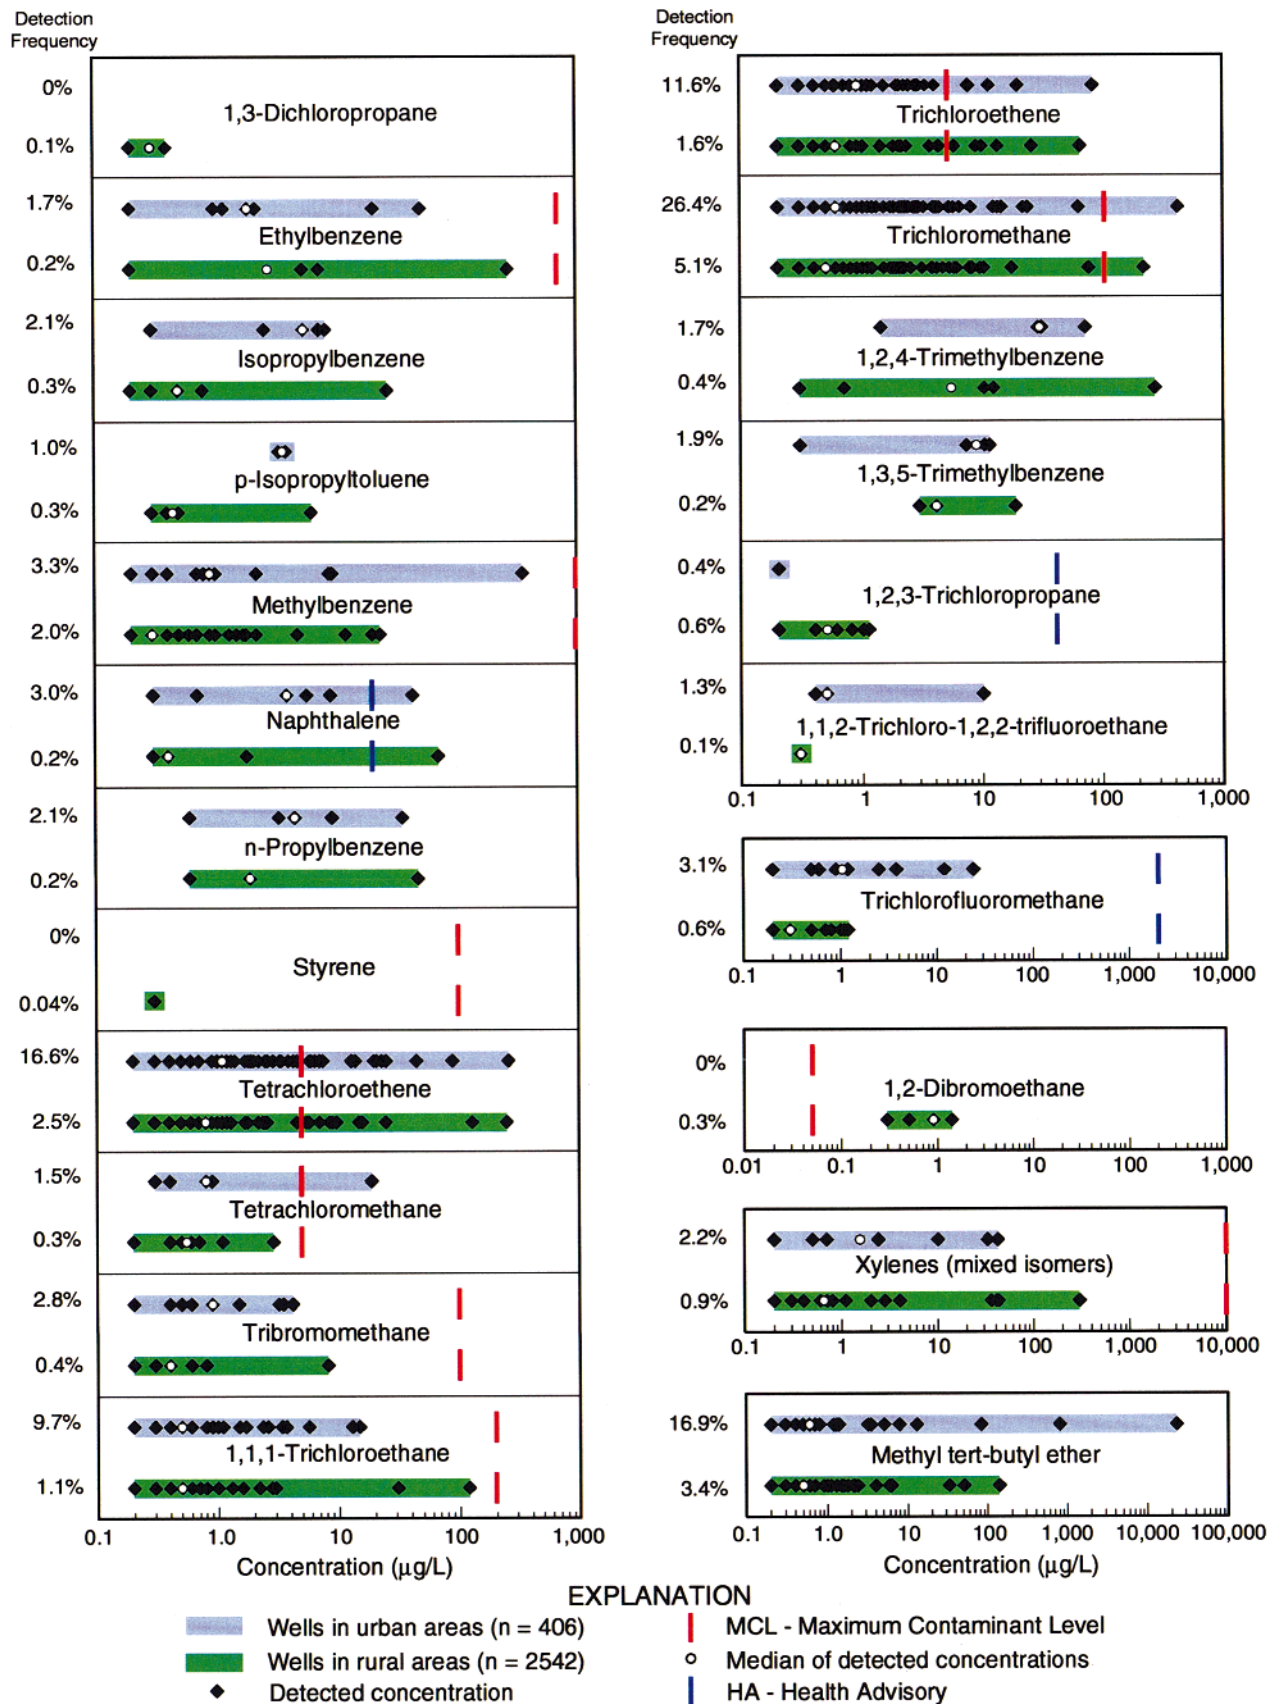 Detection
Frequency
0%
1,3-Dichloropropane
0.1%
1.7%
Ethylbenzene
0.2%
2.1%
Isopropylbenzene
0.3%
1.0%
p-Isopropyltoluene
0.3%
3.3%
Methylbenzene
2.0%
3.0%
Naphthalene
0.2%
2.1%
n-Propylbenzene
0.2%
0%
Styrene
0.04%
16.6%
Tetrachloroethene
2.5%
1.5%
Tetrachloromethane
0.3%
2.8%
Tribromomethane
0.4%
9.7%
1,1,1-Trichloroethane
1.1%
0.1 1.0 10 100 1,000
Concentration (µg/L)
Detection
Frequency
11.6%
Trichloroethene
1.6%
26.4%
Trichloromethane
5.1%
1.7%
1,2,4-Trimethylbenzene
0.4%
1.9%
1,3,5-Trimethylbenzene
0.2%
0.4%
1,2,3-Trichloropropane
0.6%
1.3%
1,1,2-Trichloro-1,2,2-trifluoroethane
0.1%
0.1 1 10 100 1,000
3.1%
Trichlorofluoromethane
0.6%
0.1 1 10 100 1,000 10,000
0%
1,2-Dibromoethane
0.3%
0.01 0.1 1 10 100 1,000
2.2%
Xylenes (mixed isomers)
0.9%
0.1 1 10 100 1,000 10,000
16.9%
Methyl tert-butyl ether
3.4%
0.1 1.0 10 100 1,000 10,000 100,000
Concentration (µg/L)
EXPLANATION
Wells in urban areas (n = 406)
Wells in rural areas (n = 2542)
Detected concentration
MCL - Maximum Contaminant Level
Median of detected concentrations
HA - Health Advisory